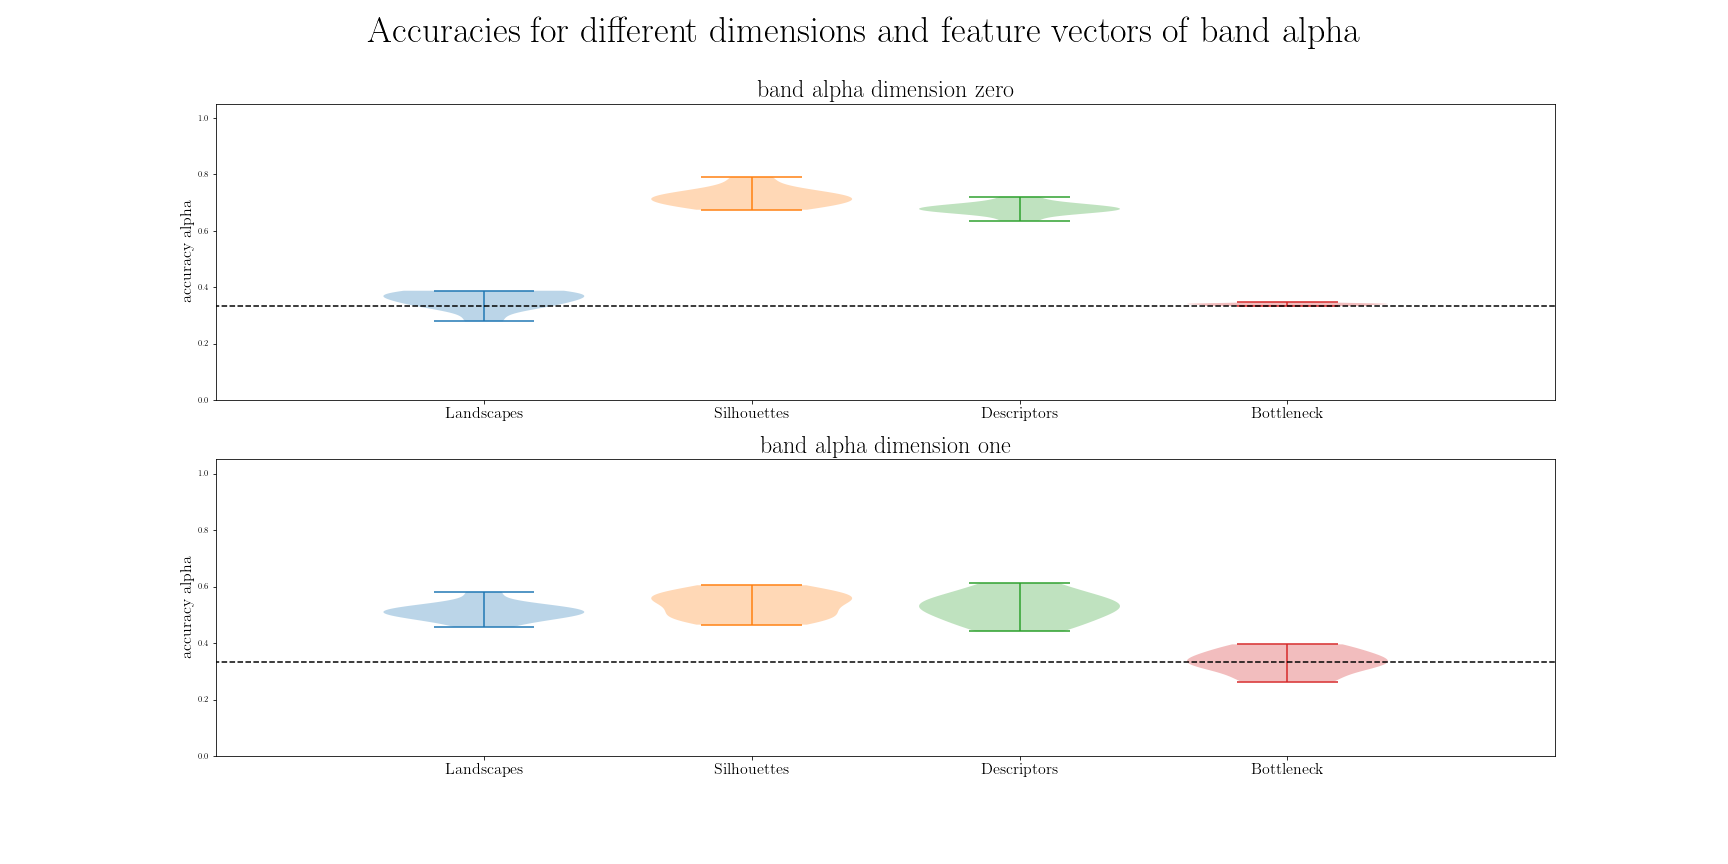 Accuracies for different dimensions and feature vectors of band alpha
band alpha dimension zero
accuracy alpha
1.0
0.8
0.6
0.4
0.2
0.0
Landscapes Silhouettes Descriptors Bottleneck
band alpha dimension one
accuracy alpha
1.0
0.8
0.6
0.4
0.2
0.0
Landscapes Silhouettes Descriptors Bottleneck